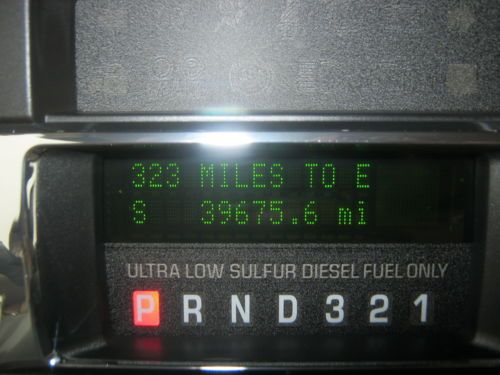 323 MILES TO E
S 39675.6 mi
ULTRA LOW SULFUR DIESEL FUEL ONLY
P R N D 3 2 1